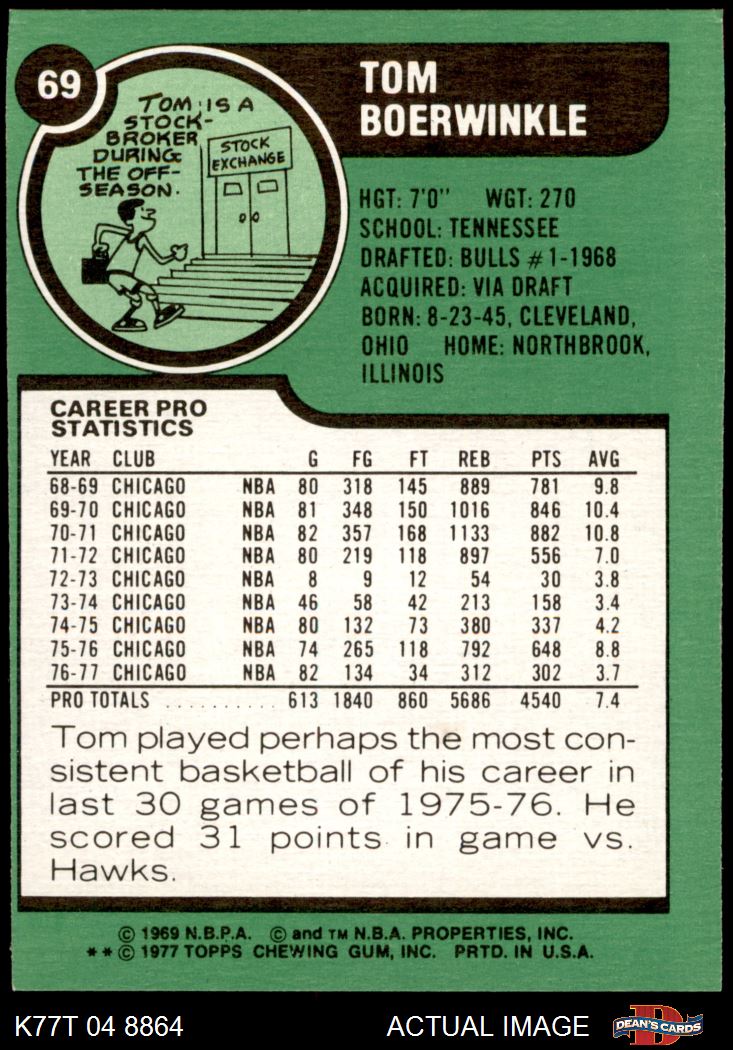 69
TOM
BOERWINKLE
TOM IS A
STOCK-
BROKER
DURING
THE OFF-
SEASON.
STOCK
EXCHANGE
HGT: 7'0" WGT: 270
SCHOOL: TENNESSEE
DRAFTED: BULLS #1-1968
ACQUIRED: VIA DRAFT
BORN: 8-23-45, CLEVELAND,
OHIO HOME: NORTHBROOK,
ILLINOIS
CAREER PRO
STATISTICS
YEAR CLUB G FG FT REB PTS AVG
68-69 CHICAGO NBA 80 318 145 889 781 9.8
69-70 CHICAGO NBA 81 348 150 1016 846 10.4
70-71 CHICAGO NBA 82 357 168 1133 882 10.8
71-72 CHICAGO NBA 80 219 118 897 556 7.0
72-73 CHICAGO NBA 8 9 12 54 30 3.8
73-74 CHICAGO NBA 46 58 42 213 158 3.4
74-75 CHICAGO NBA 80 132 73 380 337 4.2
75-76 CHICAGO NBA 74 265 118 792 648 8.8
76-77 CHICAGO NBA 82 134 34 312 302 3.7
PRO TOTALS .......... 613 1840 860 5686 4540 7.4
Tom played perhaps the most con-
sistent basketball of his career in
last 30 games of 1975-76. He
scored 31 points in game vs.
Hawks.
© 1969 N.B.P.A. © and TM N.B.A. PROPERTIES, INC.
**© 1977 TOPPS CHEWING GUM, INC. PRTD. IN U.S.A.
K77T 04 8864 ACTUAL IMAGE
D
DEAN'S CARDS